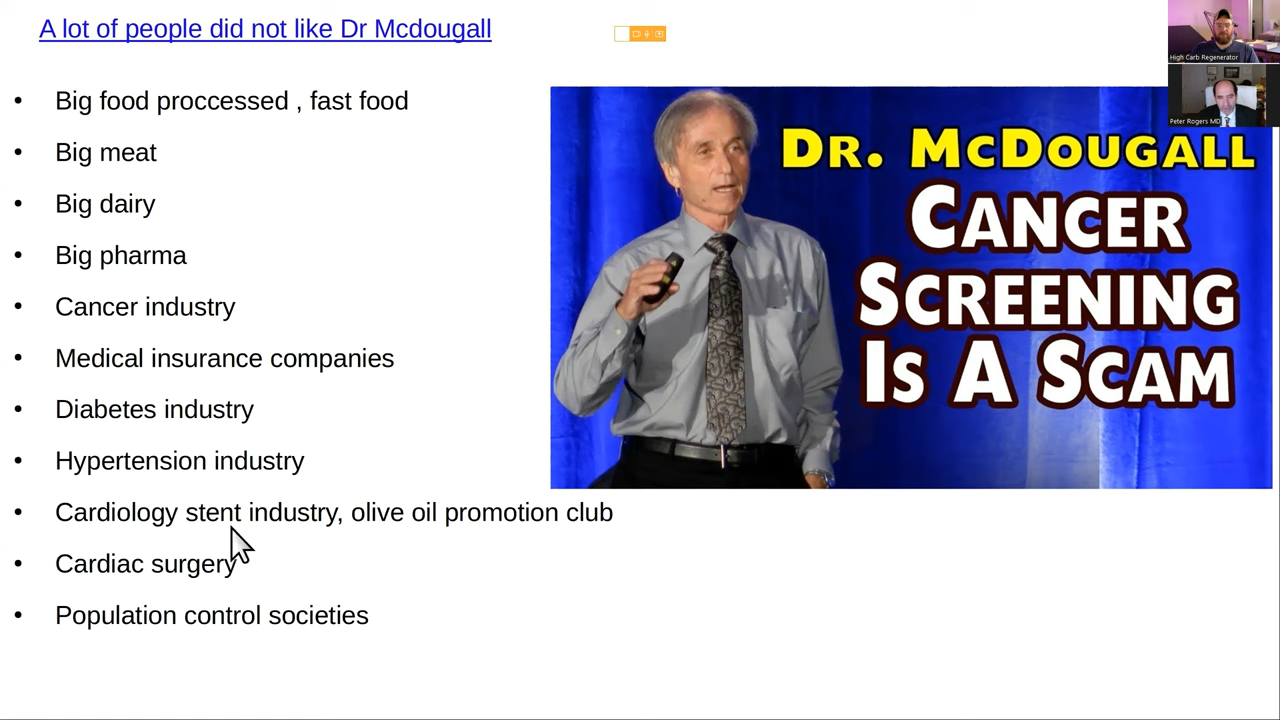 A lot of people did not like Dr Mcdougall
Big food proccessed , fast food
Big meat
Big dairy
Big pharma
Cancer industry
Medical insurance companies
Diabetes industry
Hypertension industry
Cardiology stent industry, olive oil promotion club
Cardiac surgery
Population control societies
DR. MCDOUGALL
CANCER
SCREENING
IS A SCAM
High Carb Regenerator
Peter Rogers MD